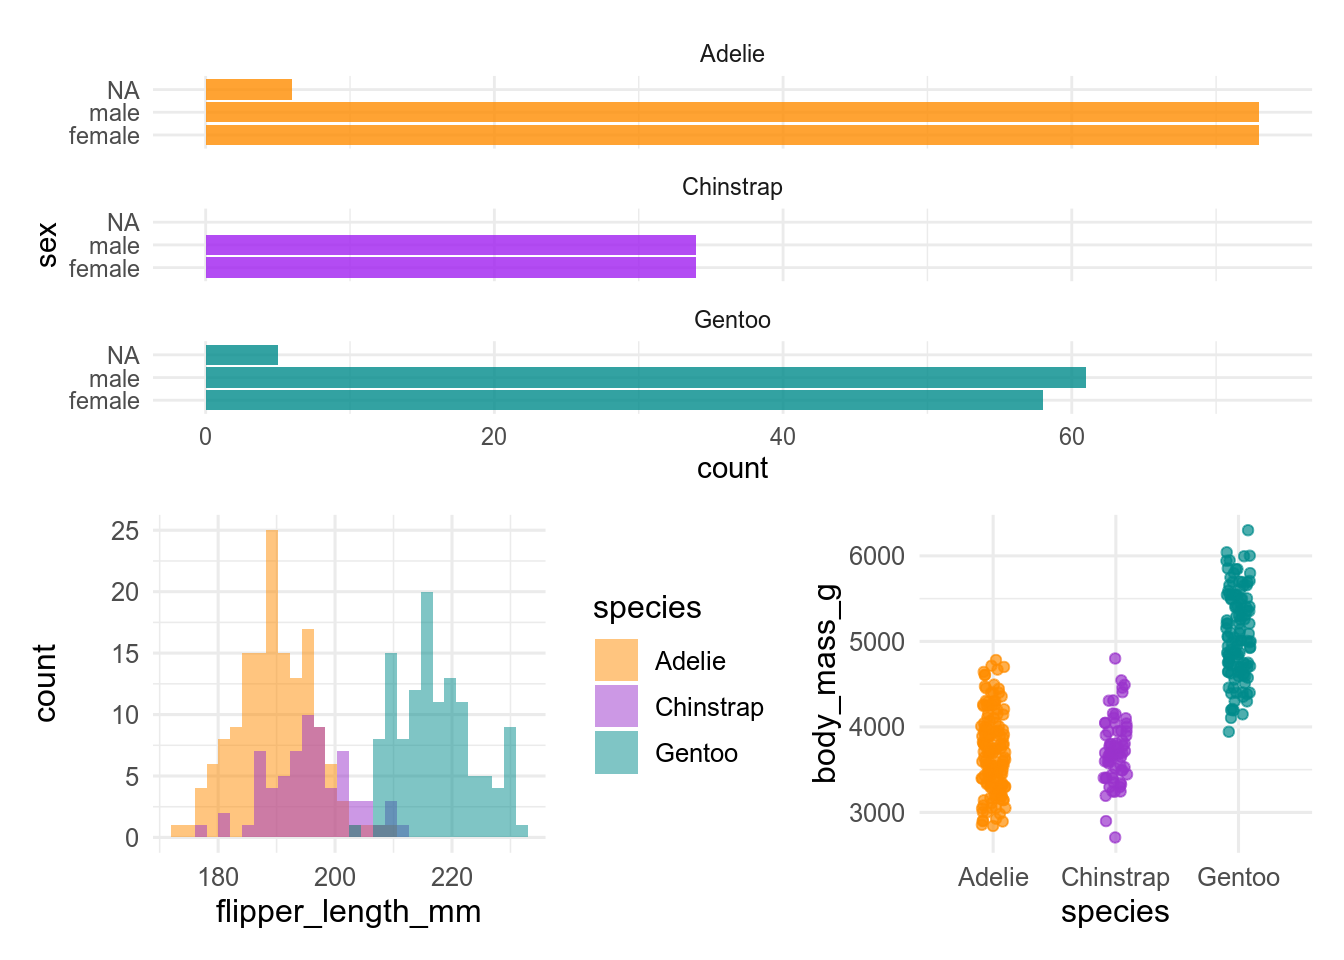 Adelie
NA
male
female
Chinstrap
NA
male
female
sex
Gentoo
NA
male
female
0 20 40 60
count
25
20
15
10
5
0
count
180 200 220
flipper_length_mm
species
Adelie
Chinstrap
Gentoo
6000
5000
4000
3000
body_mass_g
Adelie Chinstrap Gentoo
species